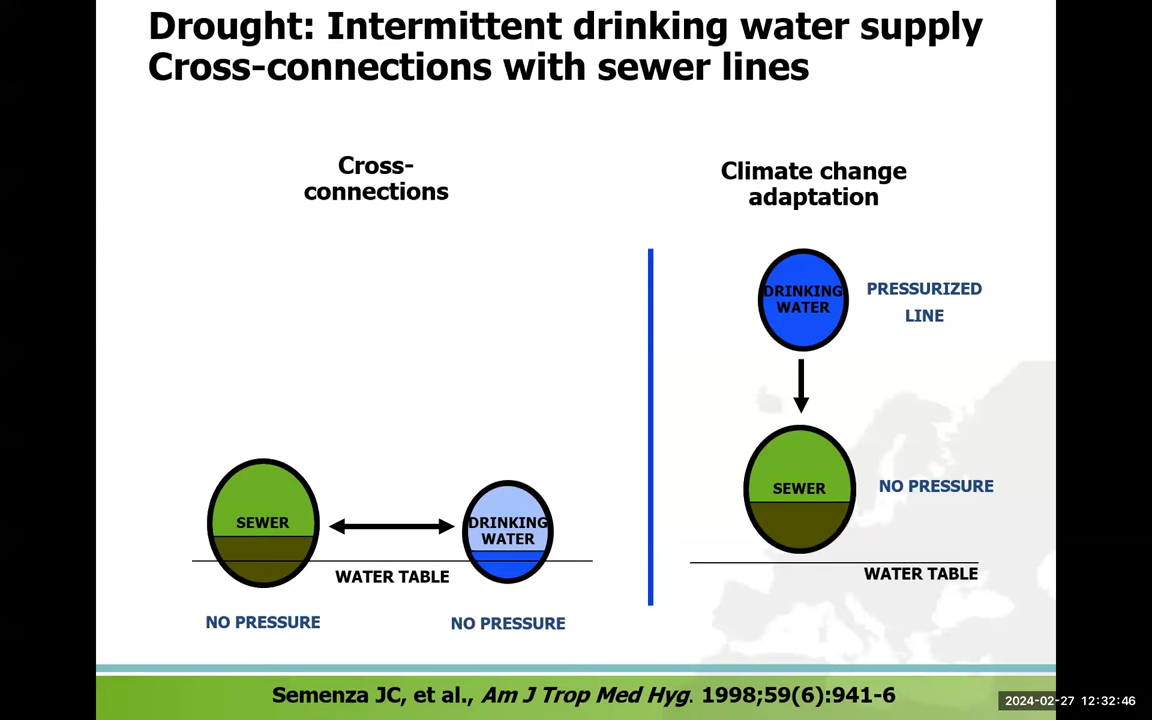 Drought: Intermittent drinking water supply
Cross-connections with sewer lines
Cross-
connections
SEWER
DRINKING
WATER
WATER TABLE
NO PRESSURE
NO PRESSURE
Climate change
adaptation
DRINKING
WATER
PRESSURIZED
LINE
SEWER
NO PRESSURE
WATER TABLE
Semenza JC, et al., Am J Trop Med Hyg. 1998;59(6):941-6
2024-02-27 12:32:46